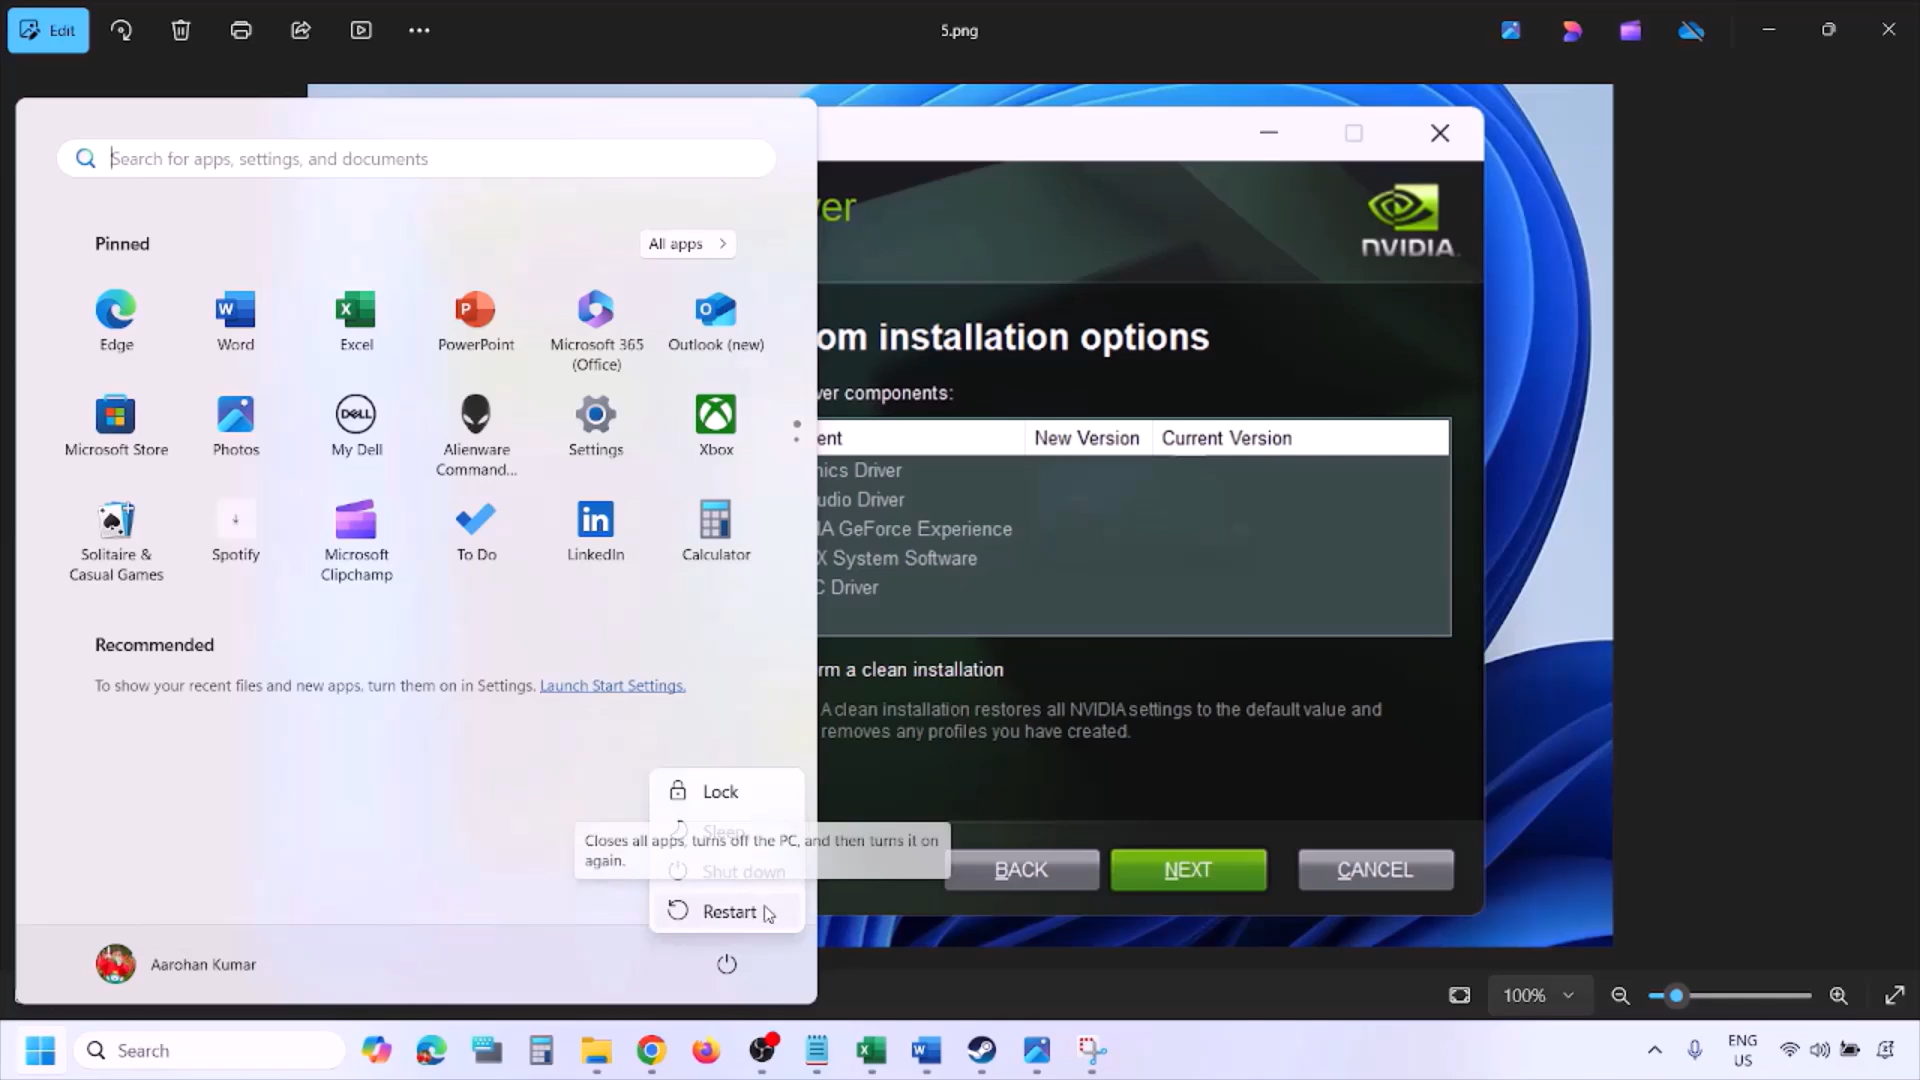 Edit
5.png
Search for apps, settings, and documents
Pinned
All apps
Edge
Word
Excel
PowerPoint
Microsoft 365
(Office)
Outlook (new)
Microsoft Store
Photos
My Dell
Alienware
Command...
Settings
Xbox
Solitaire &
Casual Games
Spotify
Microsoft
Clipchamp
To Do
LinkedIn
Calculator
Recommended
To show your recent files and new apps, turn them on in Settings. Launch Start Settings.
Lock
Sleep
Closes all apps, turns off the PC, and then turns it on
again.
Shut down
Restart
Aarohan Kumar
ver
NVIDIA
om installation options
ver components:
ent New Version Current Version
nics Driver
udio Driver
IA GeForce Experience
X System Software
C Driver
rm a clean installation
A clean installation restores all NVIDIA settings to the default value and
removes any profiles you have created.
BACK
NEXT
CANCEL
100%
Search
ENG
US